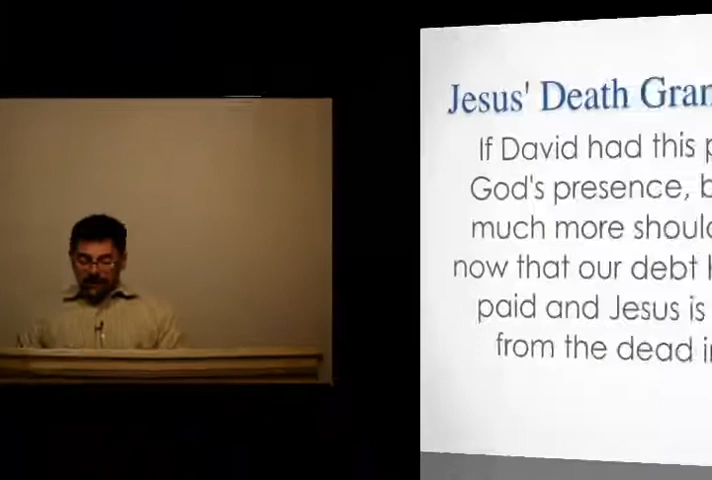 Jesus' Death Gran
If David had this p
God's presence, b
much more should
now that our debt h
paid and Jesus is
from the dead in